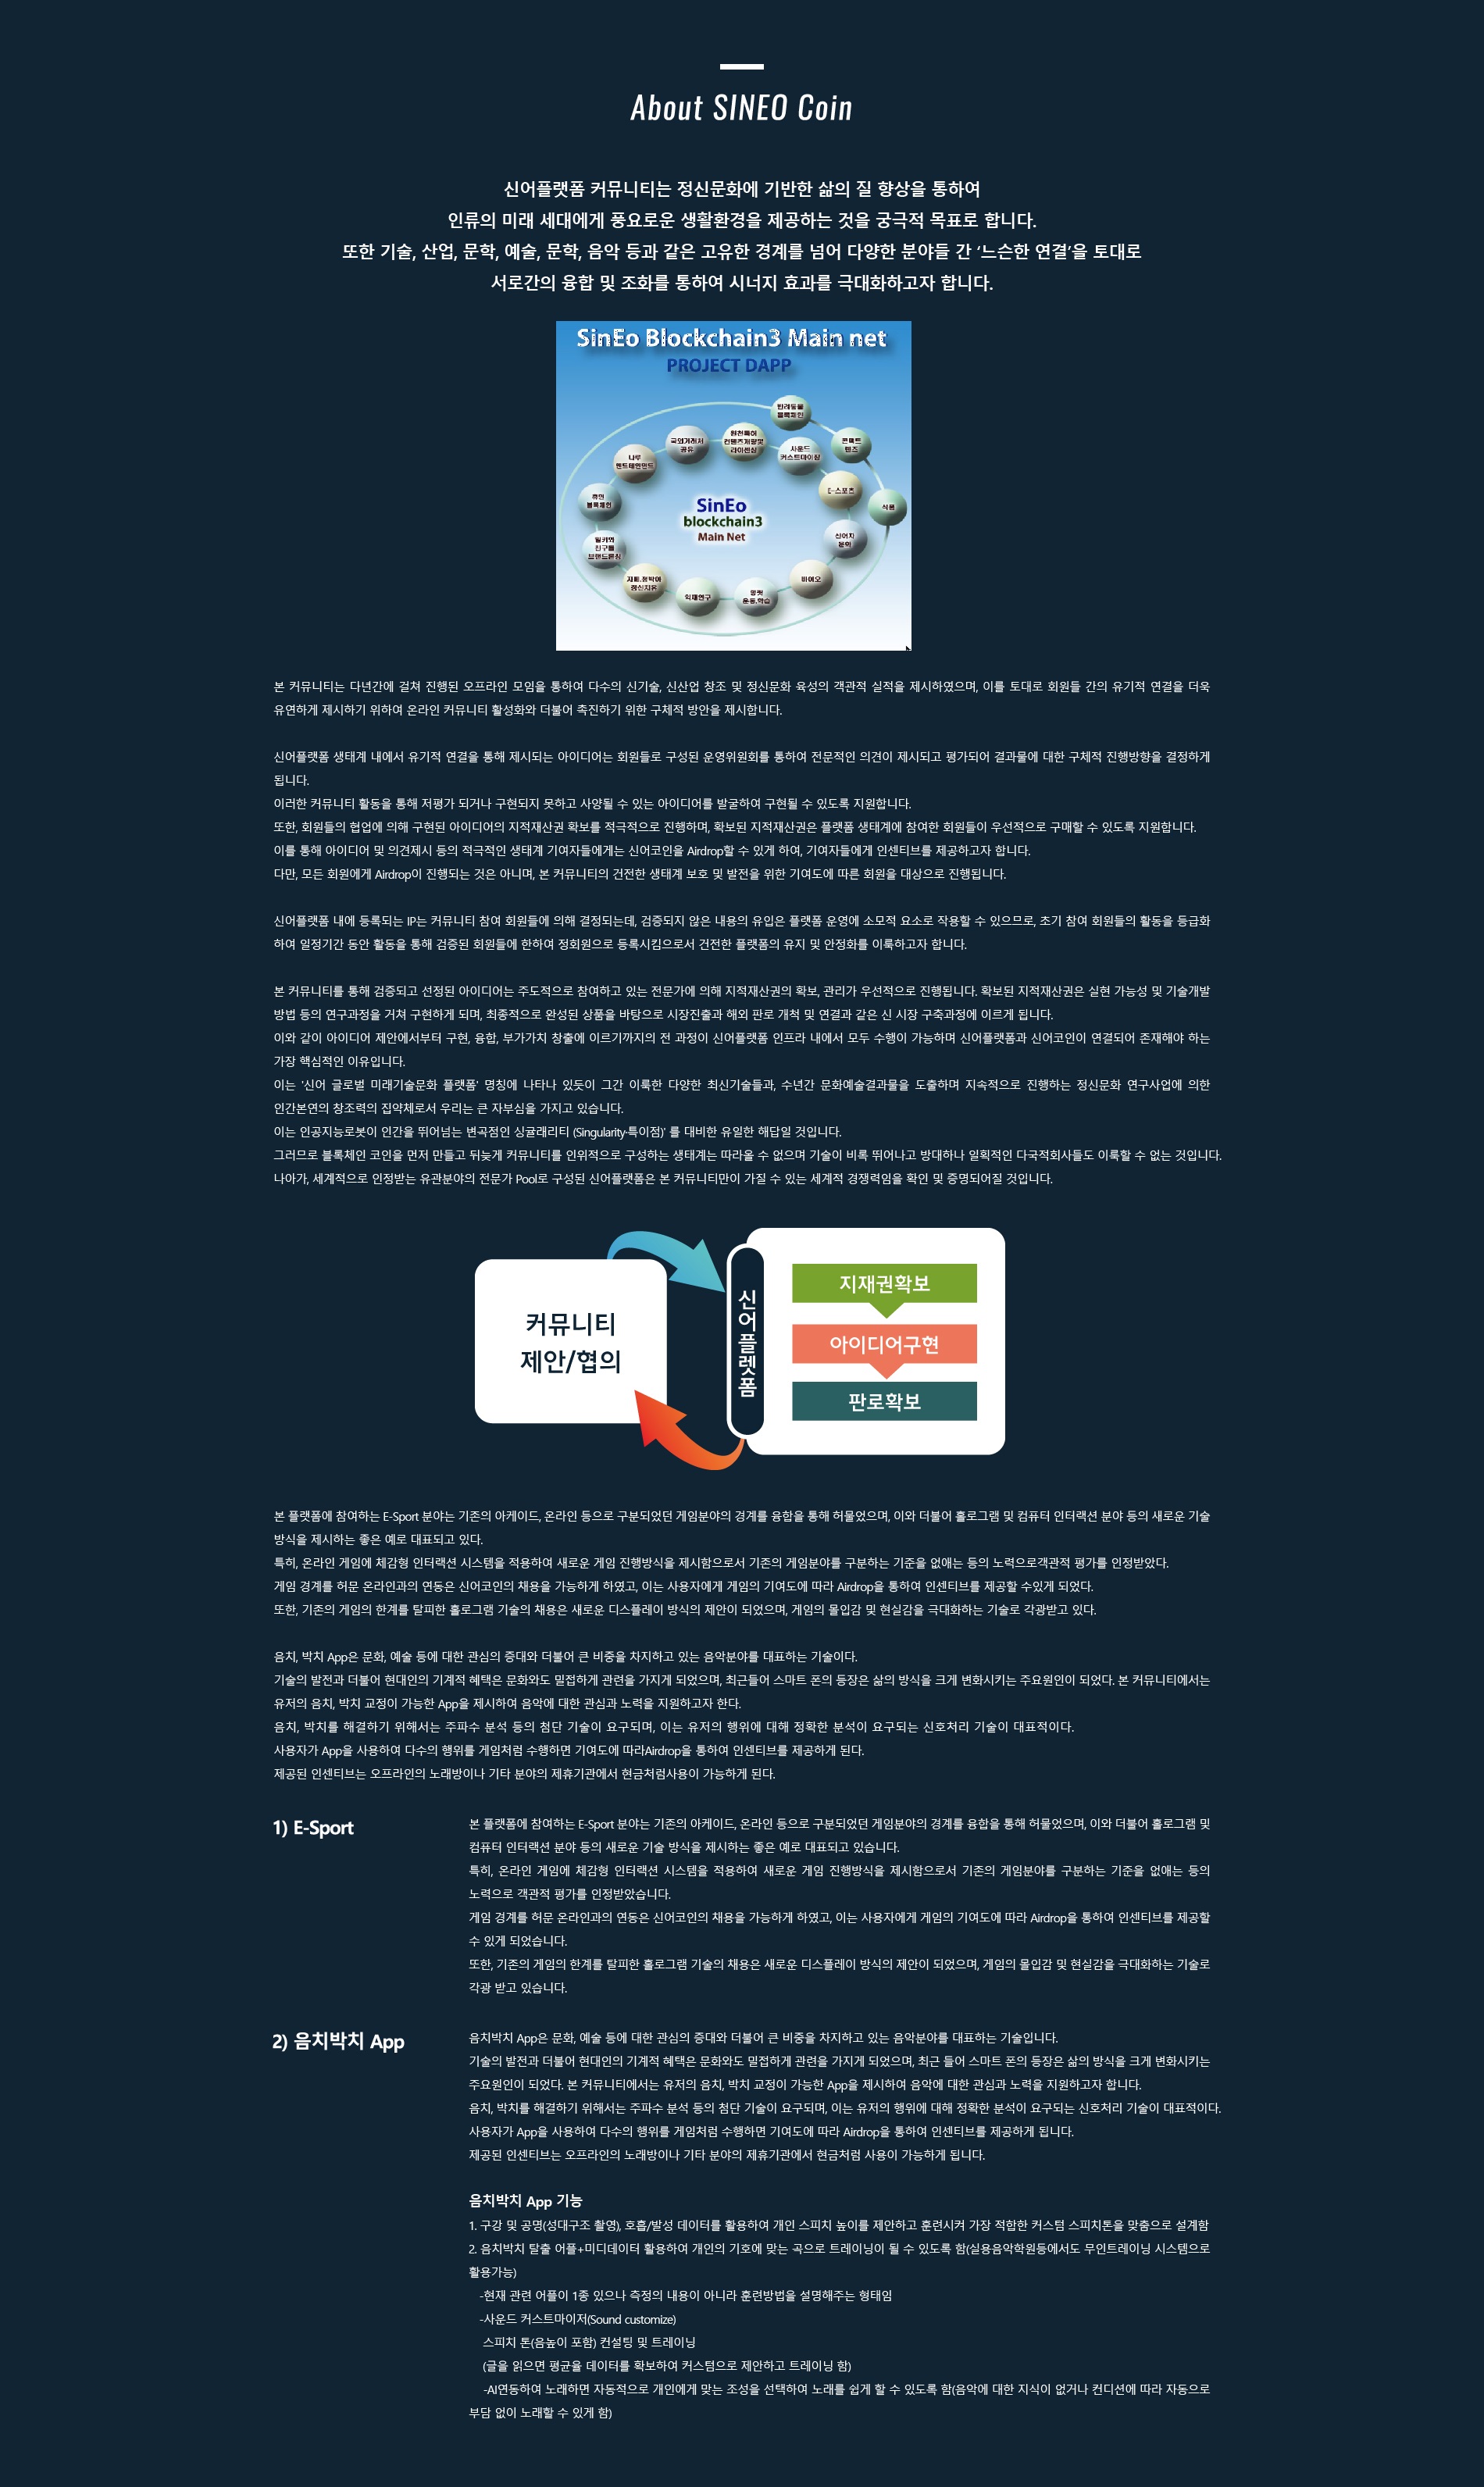 About SINEO Coin
신어플랫폼 커뮤니티는 정신문화에 기반한 삶의 질 향상을 통하여
인류의 미래 세대에게 풍요로운 생활환경을 제공하는 것을 궁극적 목표로 합니다.
또한 기술, 산업, 문학, 예술, 문학, 음악 등과 같은 고유한 경계를 넘어 다양한 분야들 간 ‘느슨한 연결’을 토대로
서로간의 융합 및 조화를 통하여 시너지 효과를 극대화하고자 합니다.
SinEo Blockchain3 Main net
PROJECT DAPP
반려동물
블록체인
국외거래처
공유
원천특허
컨텐츠개발및
라이센싱
사운드
커스트마이징
콘택트
렌즈
나루
엔트테인먼트
E-스포츠
휴먼
블록체인
식품
SinEo
blockchain3
Main Net
신어지
분야
친구들
브랜드론칭
정신치유
바이오
인재연구
운동,학습
본 커뮤니티는 다년간에 걸쳐 진행된 오프라인 모임을 통하여 다수의 신기술, 신산업 창조 및 정신문화 육성의 객관적 실적을 제시하였으며, 이를 토대로 회원들 간의 유기적 연결을 더욱
유연하게 제시하기 위하여 온라인 커뮤니티 활성화와 더불어 촉진하기 위한 구체적 방안을 제시합니다.
신어플랫폼 생태계 내에서 유기적 연결을 통해 제시되는 아이디어는 회원들로 구성된 운영위원회를 통하여 전문적인 의견이 제시되고 평가되어 결과물에 대한 구체적 진행방향을 결정하게
됩니다.
이러한 커뮤니티 활동을 통해 저평가 되거나 구현되지 못하고 사양될 수 있는 아이디어를 발굴하여 구현될 수 있도록 지원합니다.
또한, 회원들의 협업에 의해 구현된 아이디어의 지적재산권 확보를 적극적으로 진행하며, 확보된 지적재산권은 플랫폼 생태계에 참여한 회원들이 우선적으로 구매할 수 있도록 지원합니다.
이를 통해 아이디어 및 의견제시 등의 적극적인 생태계 기여자들에게는 신어코인을 Airdrop할 수 있게 하여, 기여자들에게 인센티브를 제공하고자 합니다.
다만, 모든 회원에게 Airdrop이 진행되는 것은 아니며, 본 커뮤니티의 건전한 생태계 보호 및 발전을 위한 기여도에 따른 회원을 대상으로 진행됩니다.
신어플랫폼 내에 등록되는 IP는 커뮤니티 참여 회원들에 의해 결정되는데, 검증되지 않은 내용의 유입은 플랫폼 운영에 소모적 요소로 작용할 수 있으므로, 초기 참여 회원들의 활동을 등급화
하여 일정기간 동안 활동을 통해 검증된 회원들에 한하여 정회원으로 등록시킴으로서 건전한 플랫폼의 유지 및 안정화를 이룩하고자 합니다.
본 커뮤니티를 통해 검증되고 선정된 아이디어는 주도적으로 참여하고 있는 전문가에 의해 지적재산권의 확보, 관리가 우선적으로 진행됩니다. 확보된 지적재산권은 실현 가능성 및 기술개발
방법 등의 연구과정을 거쳐 구현하게 되며, 최종적으로 완성된 상품을 바탕으로 시장진출과 해외 판로 개척 및 연결과 같은 신 시장 구축과정에 이르게 됩니다.
이와 같이 아이디어 제안에서부터 구현, 융합, 부가가치 창출에 이르기까지의 전 과정이 신어플랫폼 인프라 내에서 모두 수행이 가능하며 신어플랫폼과 신어코인이 연결되어 존재해야 하는
가장 핵심적인 이유입니다.
이는 '신어 글로벌 미래기술문화 플랫폼' 명칭에 나타나 있듯이 그간 이룩한 다양한 최신기술들과, 수년간 문화예술결과물을 도출하며 지속적으로 진행하는 정신문화 연구사업에 의한
인간본연의 창조력의 집약체로서 우리는 큰 자부심을 가지고 있습니다.
이는 인공지능로봇이 인간을 뛰어넘는 변곡점인 싱귤래리티 (Singularity-특이점)' 를 대비한 유일한 해답일 것입니다.
그러므로 블록체인 코인을 먼저 만들고 뒤늦게 커뮤니티를 인위적으로 구성하는 생태계는 따라올 수 없으며 기술이 비록 뛰어나고 방대하나 일획적인 다국적회사들도 이룩할 수 없는 것입니다.
나아가, 세계적으로 인정받는 유관분야의 전문가 Pool로 구성된 신어플랫폼은 본 커뮤니티만이 가질 수 있는 세계적 경쟁력임을 확인 및 증명되어질 것입니다.
커뮤니티
제안/협의
신어플렛폼
지재권확보
아이디어구현
판로확보
본 플랫폼에 참여하는 E-Sport 분야는 기존의 아케이드, 온라인 등으로 구분되었던 게임분야의 경계를 융합을 통해 허물었으며, 이와 더불어 홀로그램 및 컴퓨터 인터랙션 분야 등의 새로운 기술
방식을 제시하는 좋은 예로 대표되고 있다.
특히, 온라인 게임에 체감형 인터랙션 시스템을 적용하여 새로운 게임 진행방식을 제시함으로서 기존의 게임분야를 구분하는 기준을 없애는 등의 노력으로객관적 평가를 인정받았다.
게임 경계를 허문 온라인과의 연동은 신어코인의 채용을 가능하게 하였고, 이는 사용자에게 게임의 기여도에 따라 Airdrop을 통하여 인센티브를 제공할 수있게 되었다.
또한, 기존의 게임의 한계를 탈피한 홀로그램 기술의 채용은 새로운 디스플레이 방식의 제안이 되었으며, 게임의 몰입감 및 현실감을 극대화하는 기술로 각광받고 있다.
음치, 박치 App은 문화, 예술 등에 대한 관심의 증대와 더불어 큰 비중을 차지하고 있는 음악분야를 대표하는 기술이다.
기술의 발전과 더불어 현대인의 기계적 혜택은 문화와도 밀접하게 관련을 가지게 되었으며, 최근들어 스마트 폰의 등장은 삶의 방식을 크게 변화시키는 주요원인이 되었다. 본 커뮤니티에서는
유저의 음치, 박치 교정이 가능한 App을 제시하여 음악에 대한 관심과 노력을 지원하고자 한다.
음치, 박치를 해결하기 위해서는 주파수 분석 등의 첨단 기술이 요구되며, 이는 유저의 행위에 대해 정확한 분석이 요구되는 신호처리 기술이 대표적이다.
사용자가 App을 사용하여 다수의 행위를 게임처럼 수행하면 기여도에 따라Airdrop을 통하여 인센티브를 제공하게 된다.
제공된 인센티브는 오프라인의 노래방이나 기타 분야의 제휴기관에서 현금처럼사용이 가능하게 된다.
1) E-Sport
본 플랫폼에 참여하는 E-Sport 분야는 기존의 아케이드, 온라인 등으로 구분되었던 게임분야의 경계를 융합을 통해 허물었으며, 이와 더불어 홀로그램 및
컴퓨터 인터랙션 분야 등의 새로운 기술 방식을 제시하는 좋은 예로 대표되고 있습니다.
특히, 온라인 게임에 체감형 인터랙션 시스템을 적용하여 새로운 게임 진행방식을 제시함으로서 기존의 게임분야를 구분하는 기준을 없애는 등의
노력으로 객관적 평가를 인정받았습니다.
게임 경계를 허문 온라인과의 연동은 신어코인의 채용을 가능하게 하였고, 이는 사용자에게 게임의 기여도에 따라 Airdrop을 통하여 인센티브를 제공할
수 있게 되었습니다.
또한, 기존의 게임의 한계를 탈피한 홀로그램 기술의 채용은 새로운 디스플레이 방식의 제안이 되었으며, 게임의 몰입감 및 현실감을 극대화하는 기술로
각광 받고 있습니다.
2) 음치박치 App
음치박치 App은 문화, 예술 등에 대한 관심의 증대와 더불어 큰 비중을 차지하고 있는 음악분야를 대표하는 기술입니다.
기술의 발전과 더불어 현대인의 기계적 혜택은 문화와도 밀접하게 관련을 가지게 되었으며, 최근 들어 스마트 폰의 등장은 삶의 방식을 크게 변화시키는
주요원인이 되었다. 본 커뮤니티에서는 유저의 음치, 박치 교정이 가능한 App을 제시하여 음악에 대한 관심과 노력을 지원하고자 합니다.
음치, 박치를 해결하기 위해서는 주파수 분석 등의 첨단 기술이 요구되며, 이는 유저의 행위에 대해 정확한 분석이 요구되는 신호처리 기술이 대표적이다.
사용자가 App을 사용하여 다수의 행위를 게임처럼 수행하면 기여도에 따라 Airdrop을 통하여 인센티브를 제공하게 됩니다.
제공된 인센티브는 오프라인의 노래방이나 기타 분야의 제휴기관에서 현금처럼 사용이 가능하게 됩니다.
음치박치 App 기능
1. 구강 및 공명(성대구조 촬영), 호흡/발성 데이터를 활용하여 개인 스피치 높이를 제안하고 훈련시켜 가장 적합한 커스텀 스피치톤을 맞춤으로 설계함
2. 음치박치 탈출 어플+미디데이터 활용하여 개인의 기호에 맞는 곡으로 트레이닝이 될 수 있도록 함(실용음악학원등에서도 무인트레이닝 시스템으로
활용가능)
-현재 관련 어플이 1종 있으나 측정의 내용이 아니라 훈련방법을 설명해주는 형태임
-사운드 커스트마이저(Sound customize)
스피치 톤(음높이 포함) 컨설팅 및 트레이닝
(글을 읽으면 평균율 데이터를 확보하여 커스텀으로 제안하고 트레이닝 함)
-AI연동하여 노래하면 자동적으로 개인에게 맞는 조성을 선택하여 노래를 쉽게 할 수 있도록 함(음악에 대한 지식이 없거나 컨디션에 따라 자동으로
부담 없이 노래할 수 있게 함)